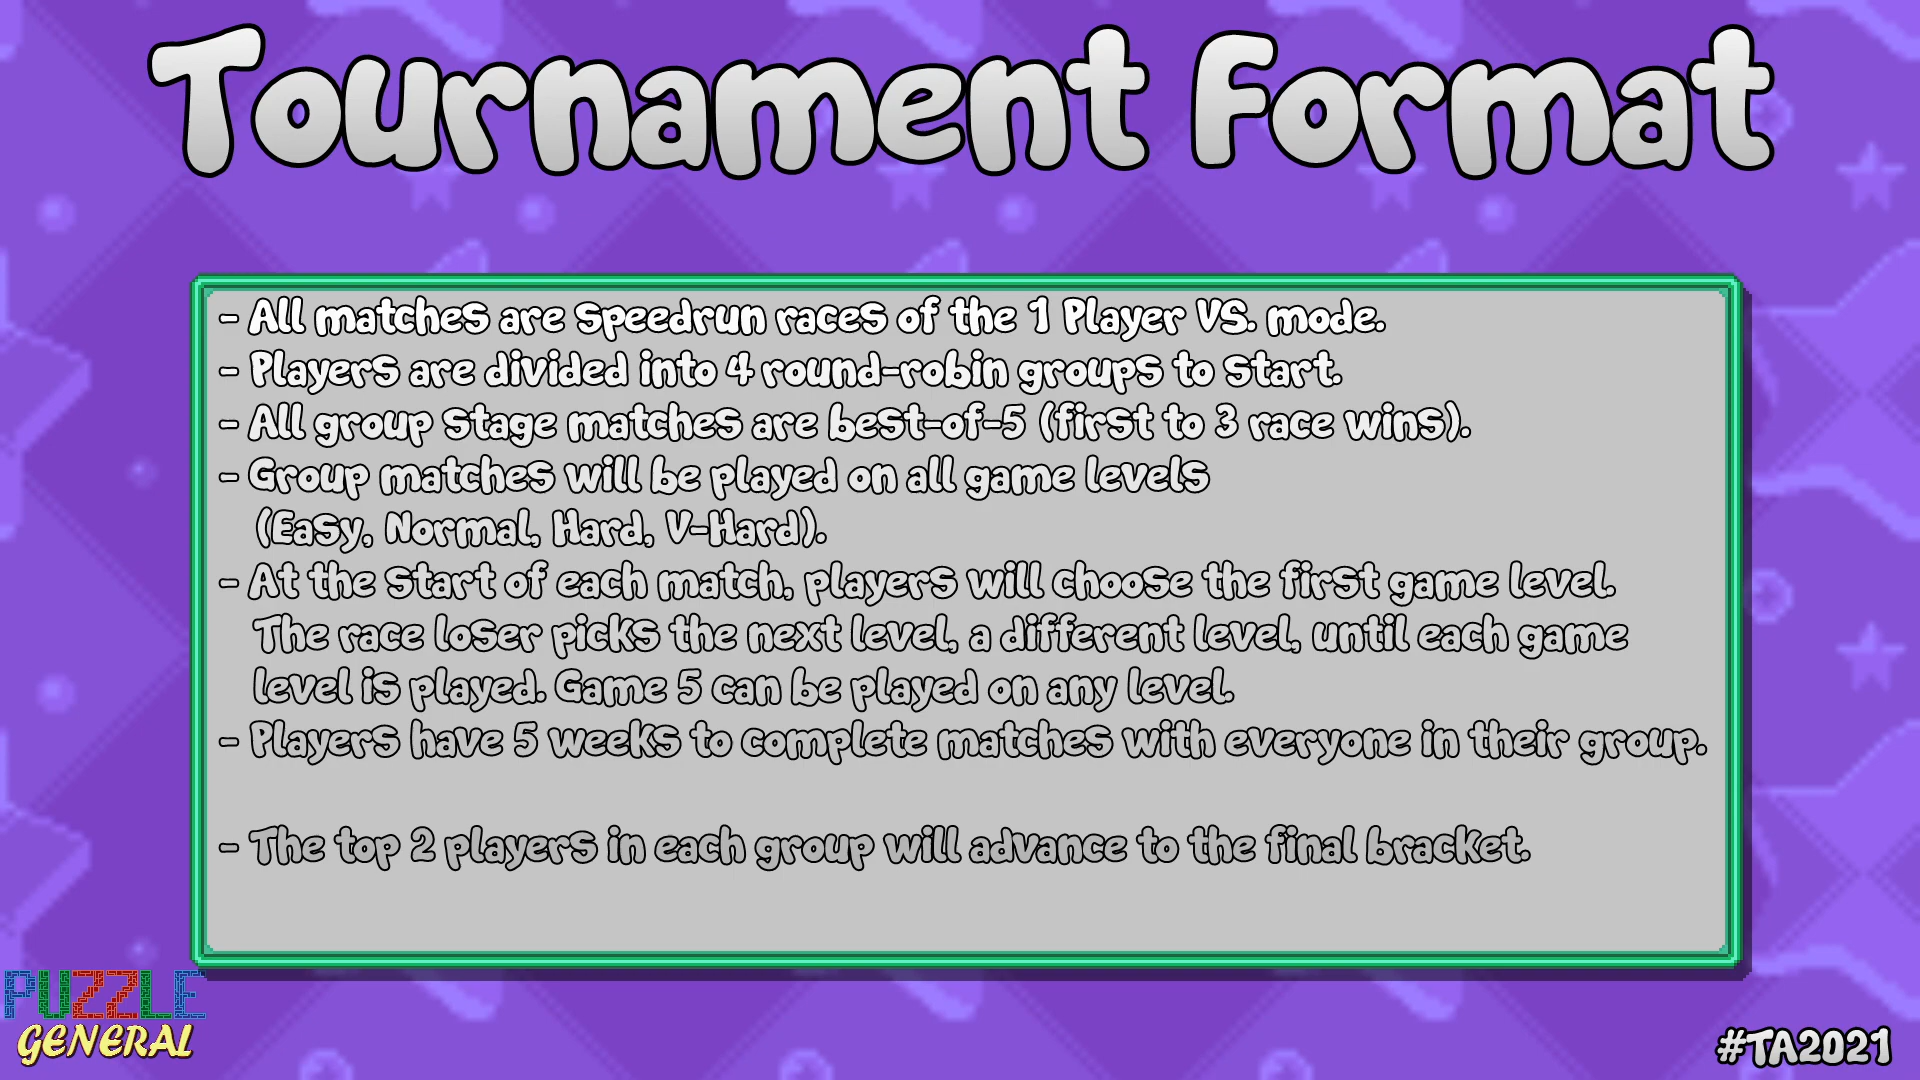 Tournament Format
- All matches are speedrun races of the 1 Player VS. mode.
- Players are divided into 4 round-robin groups to start.
- All group stage matches are best-of-5 (first to 3 race wins).
- Group matches will be played on all game levels
(Easy, Normal, Hard, V-Hard).
- At the start of each match, players will choose the first game level.
The race loser picks the next level, a different level, until each game
level is played. Game 5 can be played on any level.
- Players have 5 weeks to complete matches with everyone in their group.
- The top 2 players in each group will advance to the final bracket.
PUZZLE
GENERAL
#TA2021